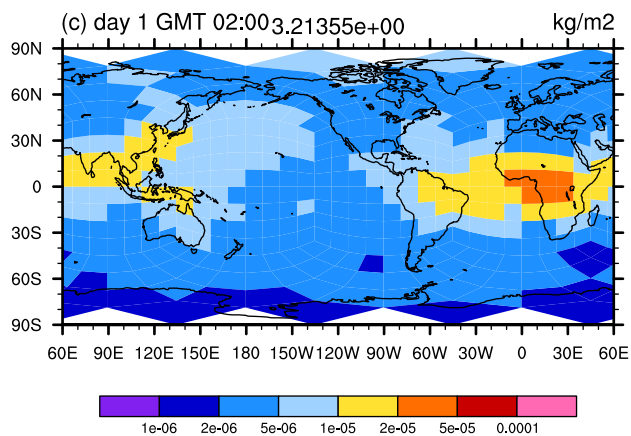 (c) day 1 GMT 02:00 3.21355e+00 kg/m2
90N
60N
30N
0
30S
60S
90S
60E 90E 120E 150E 180 150W 120W 90W 60W 30W 0 30E 60E
1e-06 2e-06 5e-06 1e-05 2e-05 5e-05 0.0001